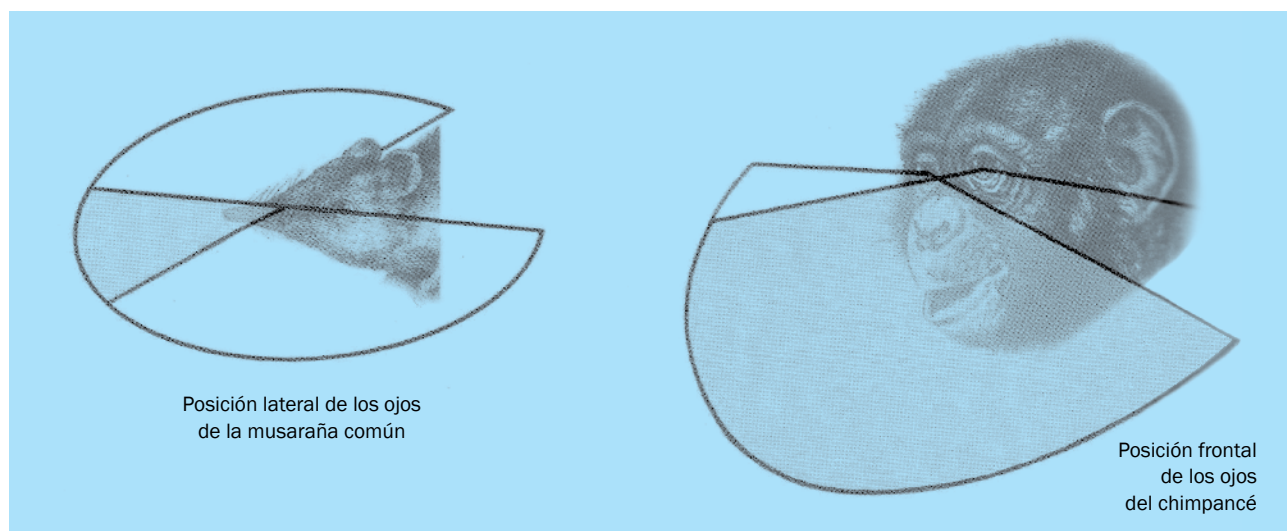 Posición lateral de los ojos
de la musaraña común
Posición frontal
de los ojos
del chimpancé